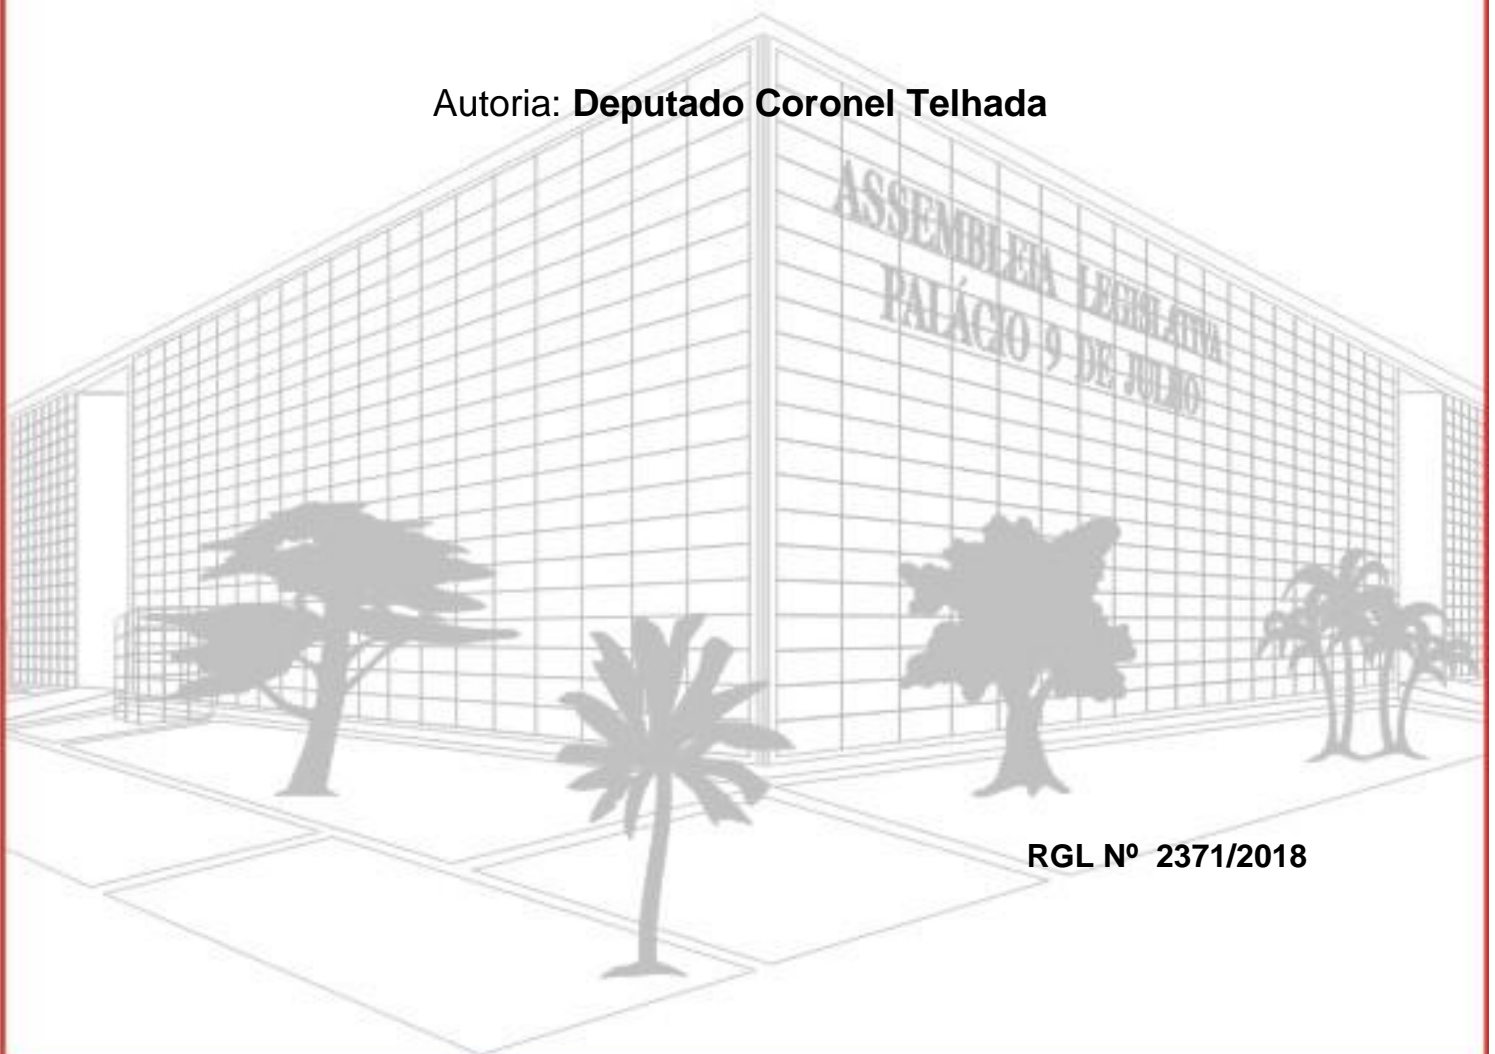 Autoria: Deputado Coronel Telhada
ASSEMBLEIA LEGISLATIVA
PALÁCIO 9 DE JULHO
RGL Nº 2371/2018